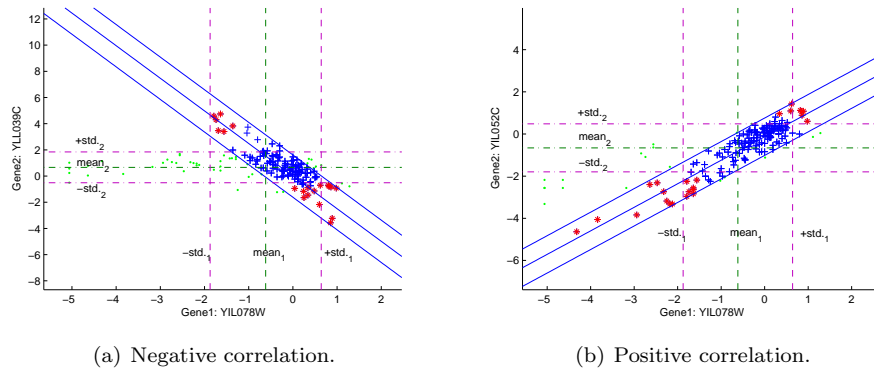 12
10
8
6
4
2
0
−2
−4
−6
−8
Gene2: YLL039C
+std.2
mean2
−std.2
−std.1
mean1
+std.1
−5 −4 −3 −2 −1 0 1 2
Gene1: YIL078W
4
2
0
−2
−4
−6
Gene2: YLL052C
+std.2
mean2
−std.2
−std.1
mean1
+std.1
−5 −4 −3 −2 −1 0 1 2
Gene1: YIL078W
(a) Negative correlation.
(b) Positive correlation.